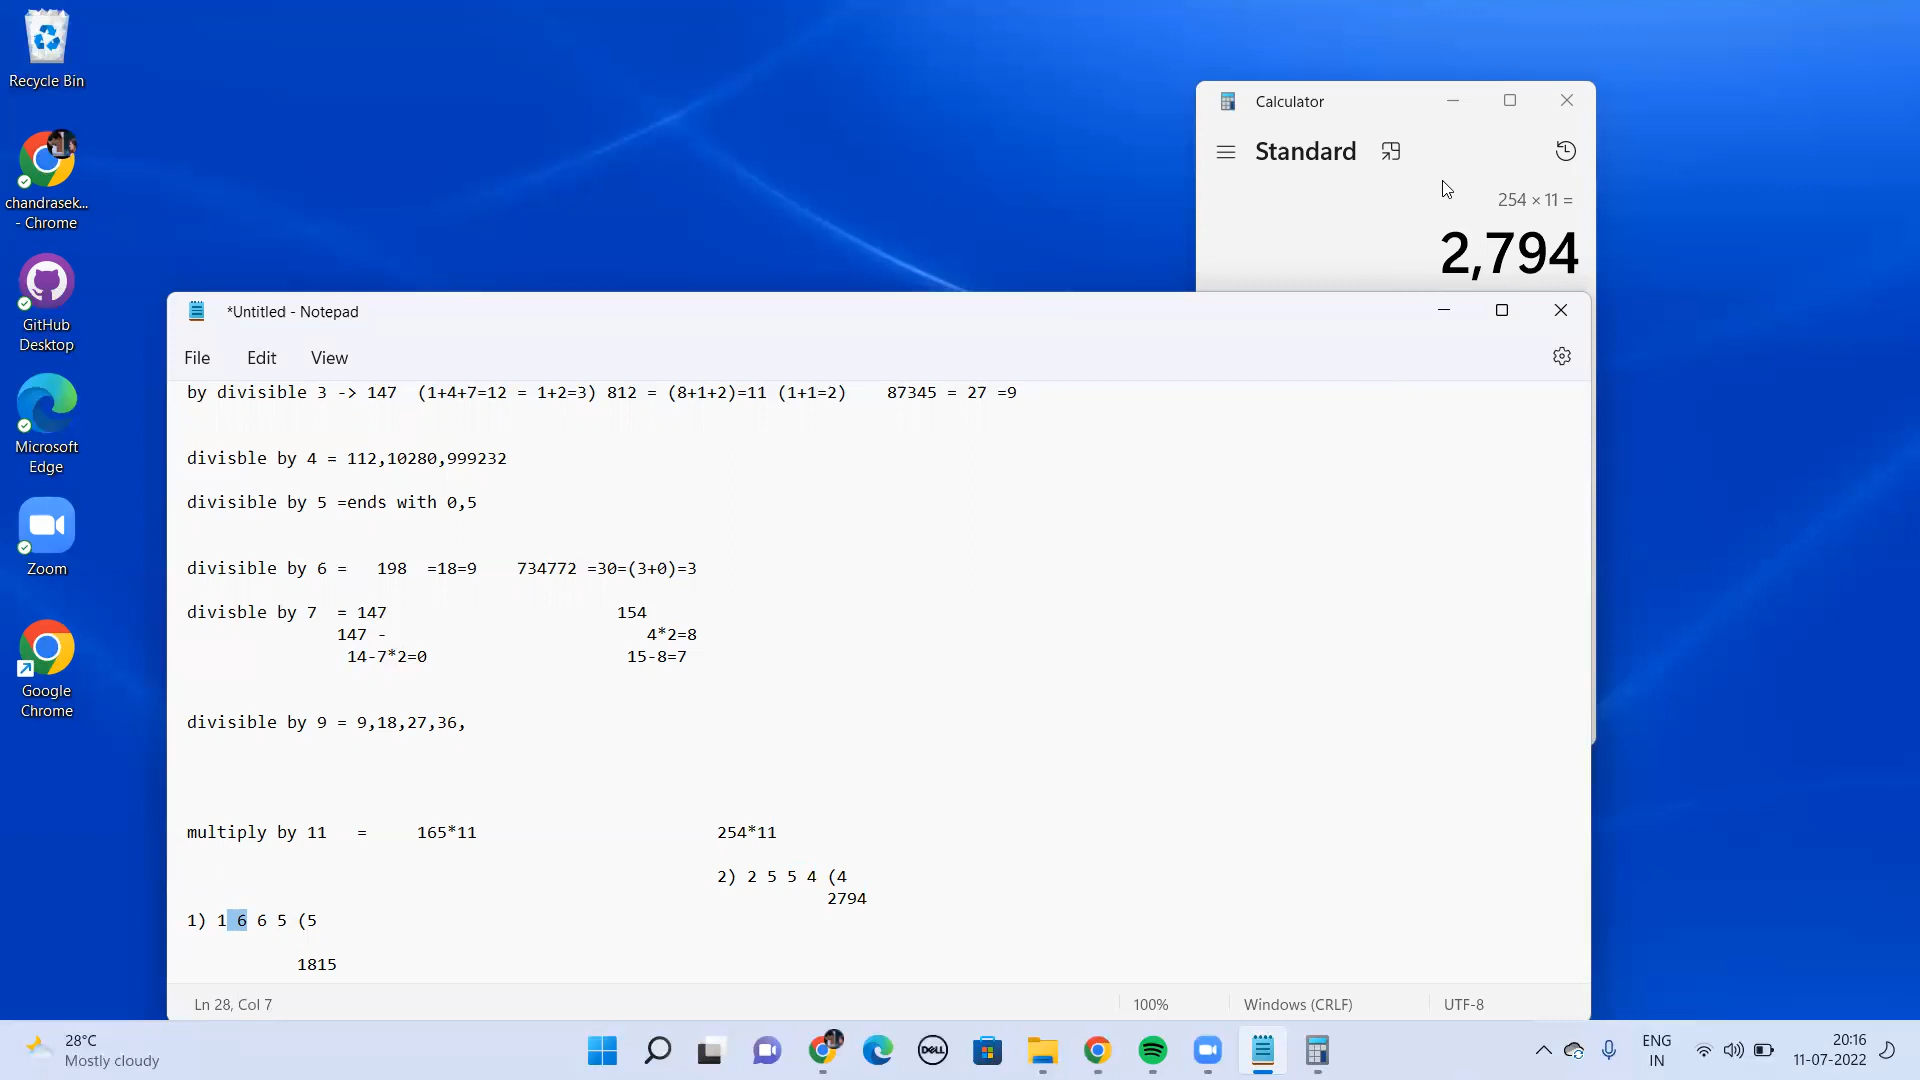 Recycle Bin
chandrasek...
- Chrome
GitHub
Desktop
Microsoft
Edge
Zoom
Google
Chrome
Calculator
Standard
254 × 11 =
2,794
*Untitled - Notepad
File Edit View
by divisible 3 -> 147 (1+4+7=12 = 1+2=3) 812 = (8+1+2)=11 (1+1=2) 87345 = 27 =9
divisble by 4 = 112,10280,999232
divisible by 5 =ends with 0,5
divisible by 6 = 198 =18=9 734772 =30=(3+0)=3
divisble by 7 = 147 154
147 - 4*2=8
14-7*2=0 15-8=7
divisible by 9 = 9,18,27,36,
multiply by 11 = 165*11 254*11
2) 2 5 5 4 (4
2794
1) 1 6 6 5 (5
1815
Ln 28, Col 7 100% Windows (CRLF) UTF-8
28°C
Mostly cloudy
DELL
ENG
IN
20:16
11-07-2022